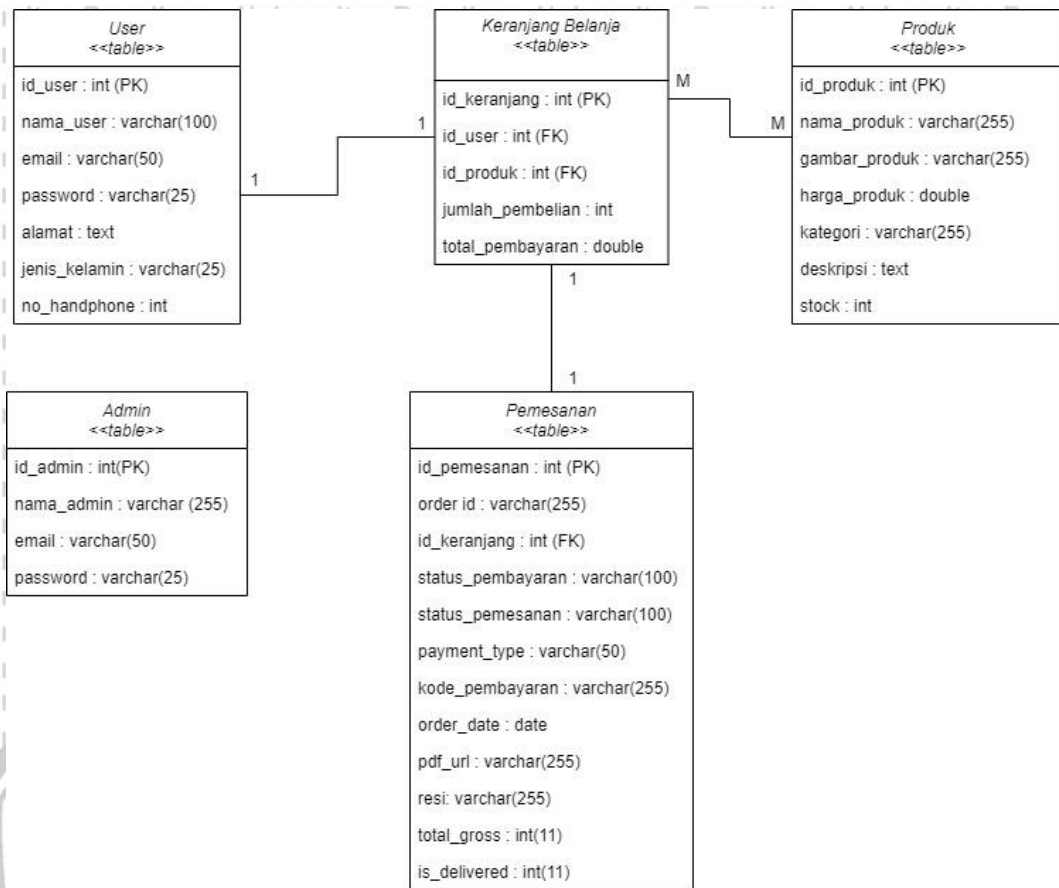 User
<<table>>
id_user : int (PK)
nama_user : varchar(100)
email : varchar(50)
password : varchar(25)
alamat : text
jenis_kelamin : varchar(25)
no_handphone : int
1
1
Keranjang Belanja
<<table>>
id_keranjang : int (PK)
id_user : int (FK)
id_produk : int (FK)
jumlah_pembelian : int
total_pembayaran : double
M
M
Produk
<<table>>
id_produk : int (PK)
nama_produk : varchar(255)
gambar_produk : varchar(255)
harga_produk : double
kategori : varchar(255)
deskripsi : text
stock : int
1
1
Admin
<<table>>
id_admin : int(PK)
nama_admin : varchar (255)
email : varchar(50)
password : varchar(25)
Pemesanan
<<table>>
id_pemesanan : int (PK)
order id : varchar(255)
id_keranjang : int (FK)
status_pembayaran : varchar(100)
status_pemesanan : varchar(100)
payment_type : varchar(50)
kode_pembayaran : varchar(255)
order_date : date
pdf_url : varchar(255)
resi: varchar(255)
total_gross : int(11)
is_delivered : int(11)